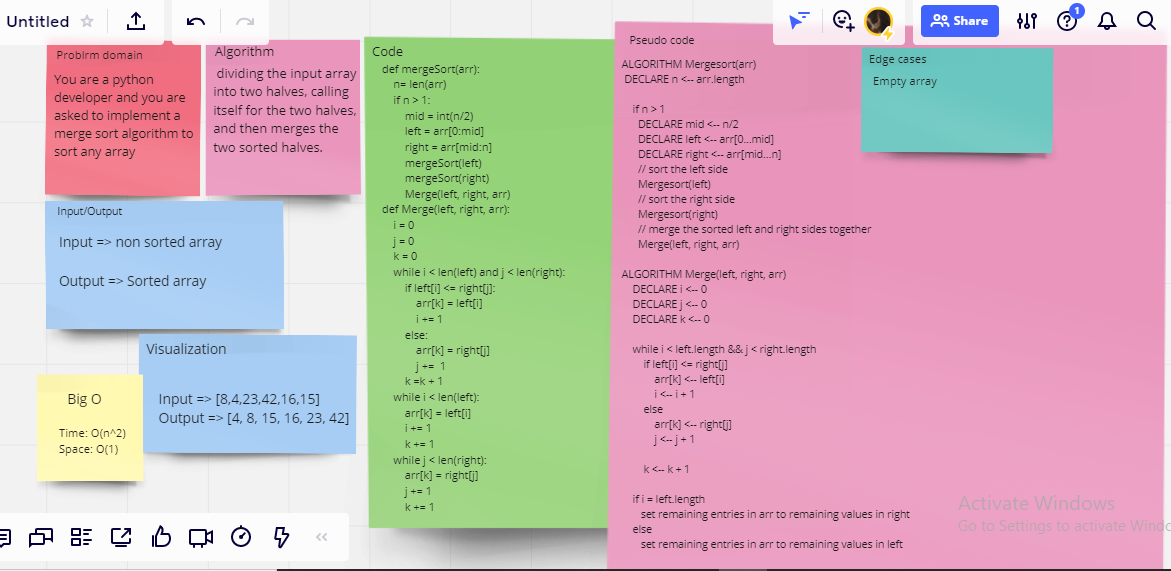 Untitled
Share
1
Problrm domain
You are a python
developer and you are
asked to implement a
merge sort algorithm to
sort any array
Algorithm
dividing the input array
into two halves, calling
itself for the two halves,
and then merges the
two sorted halves.
Input/Output
Input => non sorted array
Output => Sorted array
Visualization
Input => [8,4,23,42,16,15]
Output => [4, 8, 15, 16, 23, 42]
Big O
Time: O(n^2)
Space: O(1)
Code
def mergeSort(arr):
n= len(arr)
if n > 1:
mid = int(n/2)
left = arr[0:mid]
right = arr[mid:n]
mergeSort(left)
mergeSort(right)
Merge(left, right, arr)
def Merge(left, right, arr):
i = 0
j = 0
k = 0
while i < len(left) and j < len(right):
if left[i] <= right[j]:
arr[k] = left[i]
i += 1
else:
arr[k] = right[j]
j += 1
k =k + 1
while i < len(left):
arr[k] = left[i]
i += 1
k += 1
while j < len(right):
arr[k] = right[j]
j += 1
k += 1
Pseudo code
ALGORITHM Mergesort(arr)
DECLARE n <-- arr.length
if n > 1
DECLARE mid <-- n/2
DECLARE left <-- arr[0...mid]
DECLARE right <-- arr[mid...n]
// sort the left side
Mergesort(left)
// sort the right side
Mergesort(right)
// merge the sorted left and right sides together
Merge(left, right, arr)
ALGORITHM Merge(left, right, arr)
DECLARE i <-- 0
DECLARE j <-- 0
DECLARE k <-- 0
while i < left.length && j < right.length
if left[i] <= right[j]
arr[k] <-- left[i]
i <-- i + 1
else
arr[k] <-- right[j]
j <-- j + 1
k <-- k + 1
if i = left.length
set remaining entries in arr to remaining values in right
else
set remaining entries in arr to remaining values in left
Edge cases
Empty array
Activate Windows
Go to Settings to activate Windo